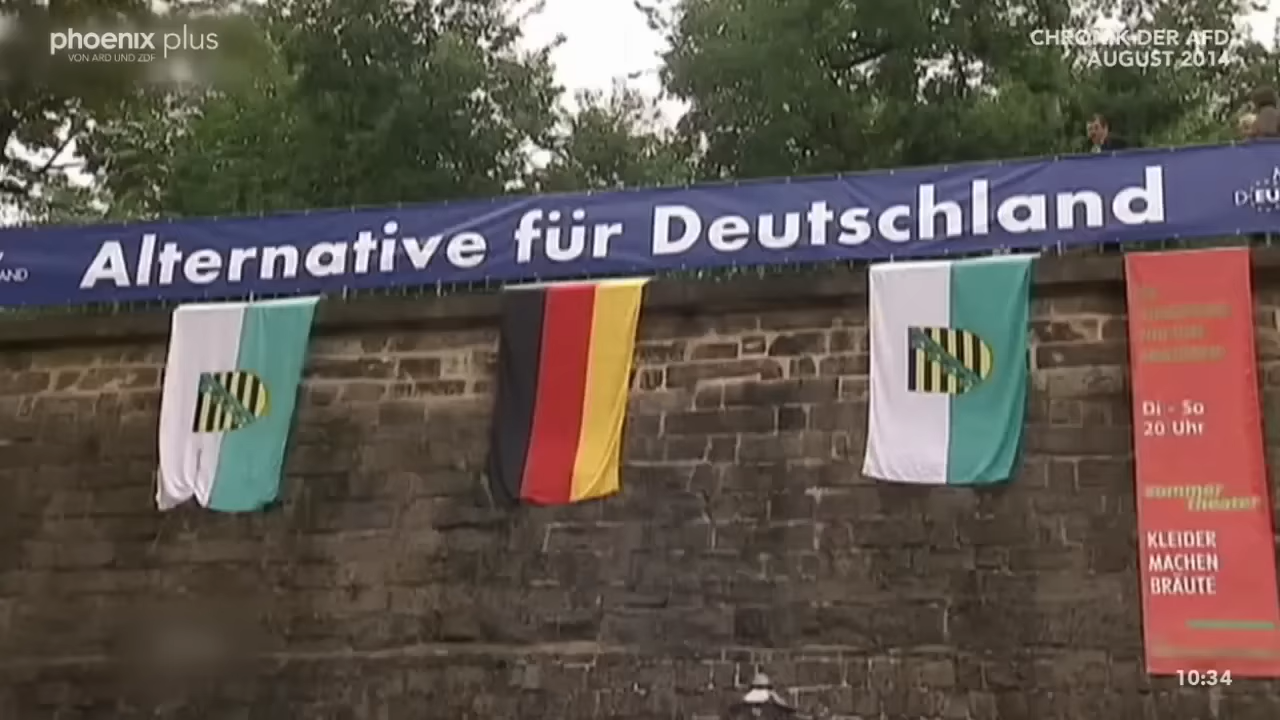 phoenix plus
VON ARD UND ZDF
CHRONIK DER AFD
AUGUST 2014
Alternative für Deutschland
Di - So
20 Uhr
sommer
theater
KLEIDER
MACHEN
BRÄUTE
10:34